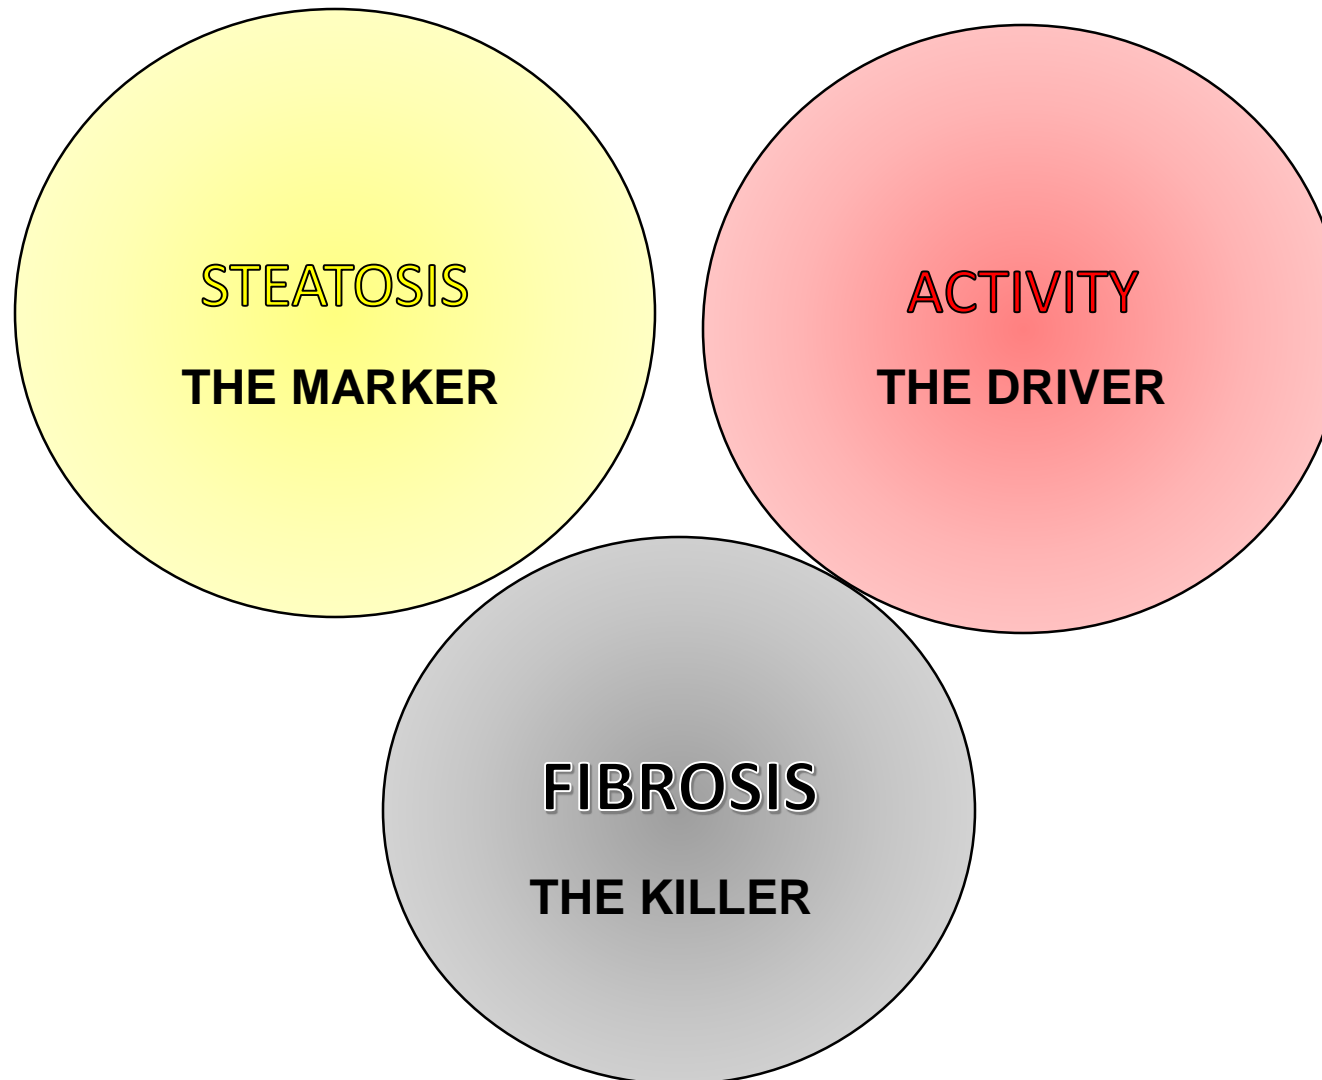 STEATOSIS
THE MARKER
ACTIVITY
THE DRIVER
FIBROSIS
THE KILLER